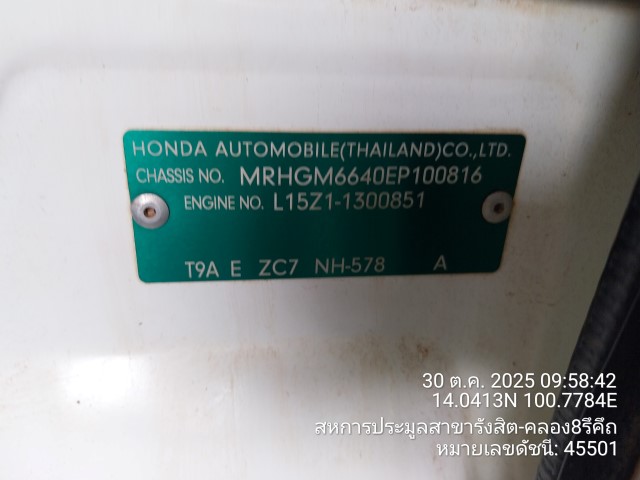 HONDA AUTOMOBILE(THAILAND)CO.,LTD.
CHASSIS NO. MRHGM6640EP100816
ENGINE NO. L15Z1-1300851
T9A E ZC7 NH-578 A
30 ต.ค. 2025 09:58:42
14.0413N 100.7784E
สหการประมูลสาขารังสิต-คลอง8รีคีถ
หมายเลขดัชนี: 45501